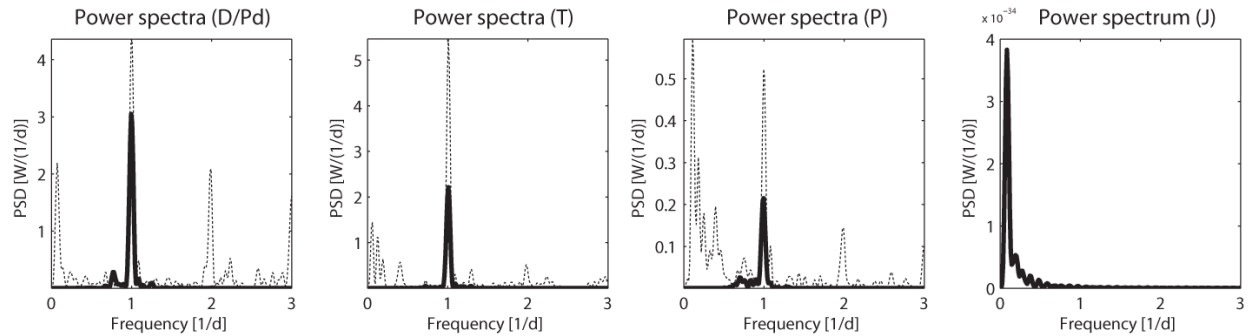 Power spectra (D/Pd)
PSD [W/(1/d)]
4
3
2
1
0 1 2 3
Frequency [1/d]
Power spectra (T)
PSD [W/(1/d)]
5
4
3
2
1
0 1 2 3
Frequency [1/d]
Power spectra (P)
PSD [W/(1/d)]
0.5
0.4
0.3
0.2
0.1
0 1 2 3
Frequency [1/d]
x 10⁻³⁴
Power spectrum (J)
PSD [W/(1/d)]
4
3
2
1
0
0 1 2 3
Frequency [1/d]